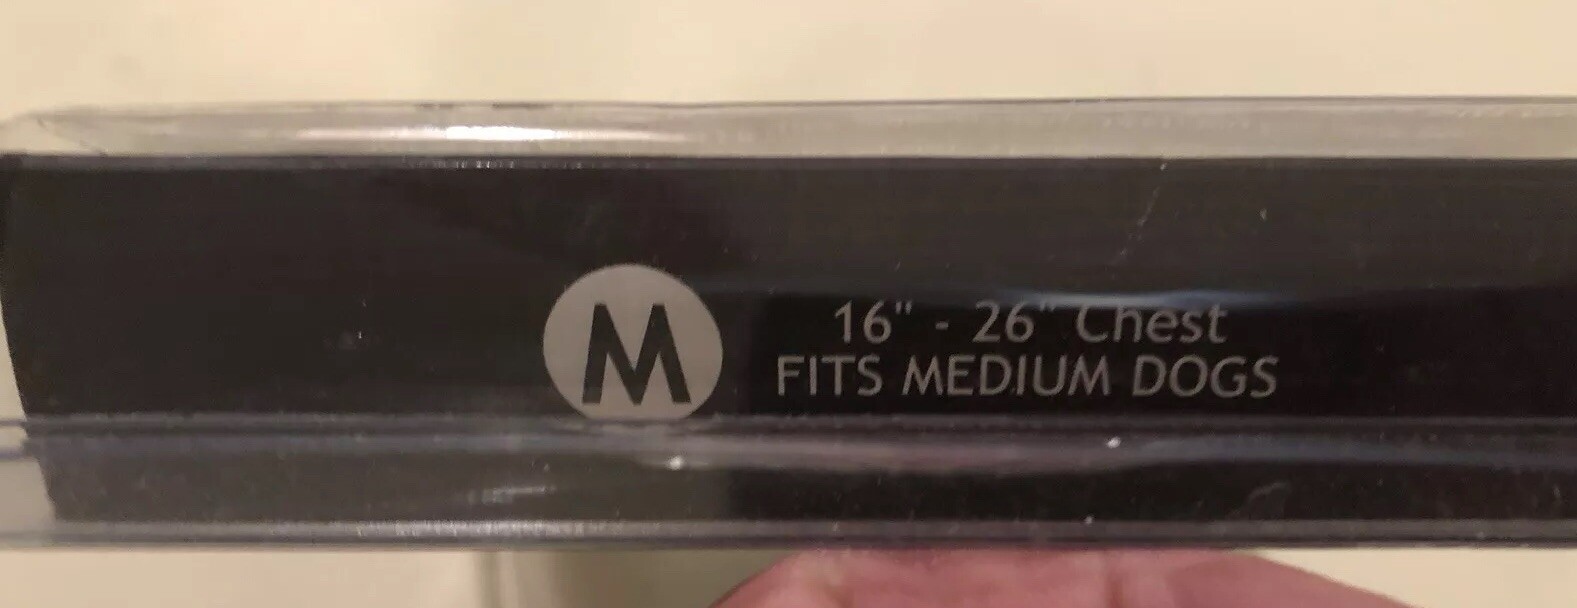 M
16" - 26" Chest
FITS MEDIUM DOGS